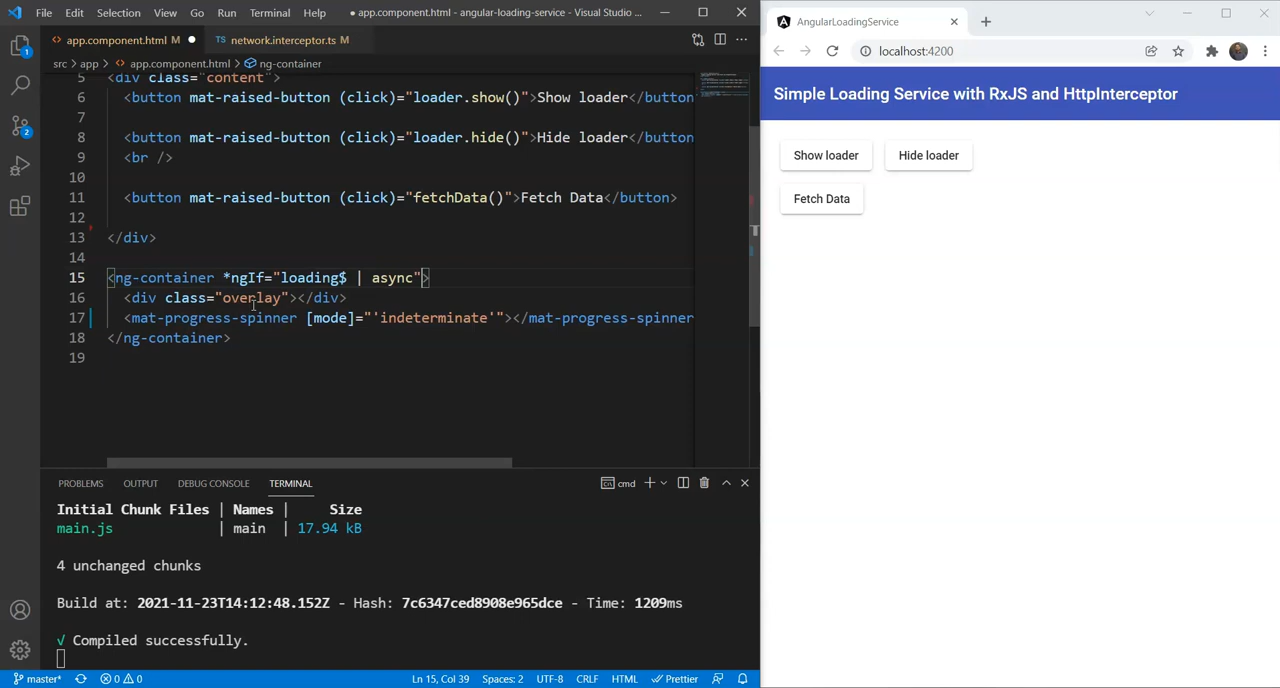 File Edit Selection View Go Run Terminal Help
● app.component.html - angular-loading-service - Visual Studio ...
app.component.html M
TS network.interceptor.ts M
src > app > app.component.html > ng-container
5 <div class="content">
6 <button mat-raised-button (click)="loader.show()">Show loader</button
7
8 <button mat-raised-button (click)="loader.hide()">Hide loader</button
9 <br />
10
11 <button mat-raised-button (click)="fetchData()">Fetch Data</button>
12
13 </div>
14
15 <ng-container *ngIf="loading$ | async">
16 <div class="overlay"></div>
17 <mat-progress-spinner [mode]="'indeterminate'"></mat-progress-spinner
18 </ng-container>
19
PROBLEMS OUTPUT DEBUG CONSOLE TERMINAL
cmd
Initial Chunk Files | Names | Size
main.js | main | 17.94 kB
4 unchanged chunks
Build at: 2021-11-23T14:12:48.152Z - Hash: 7c6347ced8908e965dce - Time: 1209ms
√ Compiled successfully.
1
2
master* 0 0 Ln 15, Col 39 Spaces: 2 UTF-8 CRLF HTML Prettier
AngularLoadingService
localhost:4200
Simple Loading Service with RxJS and HttpInterceptor
Show loader
Hide loader
Fetch Data